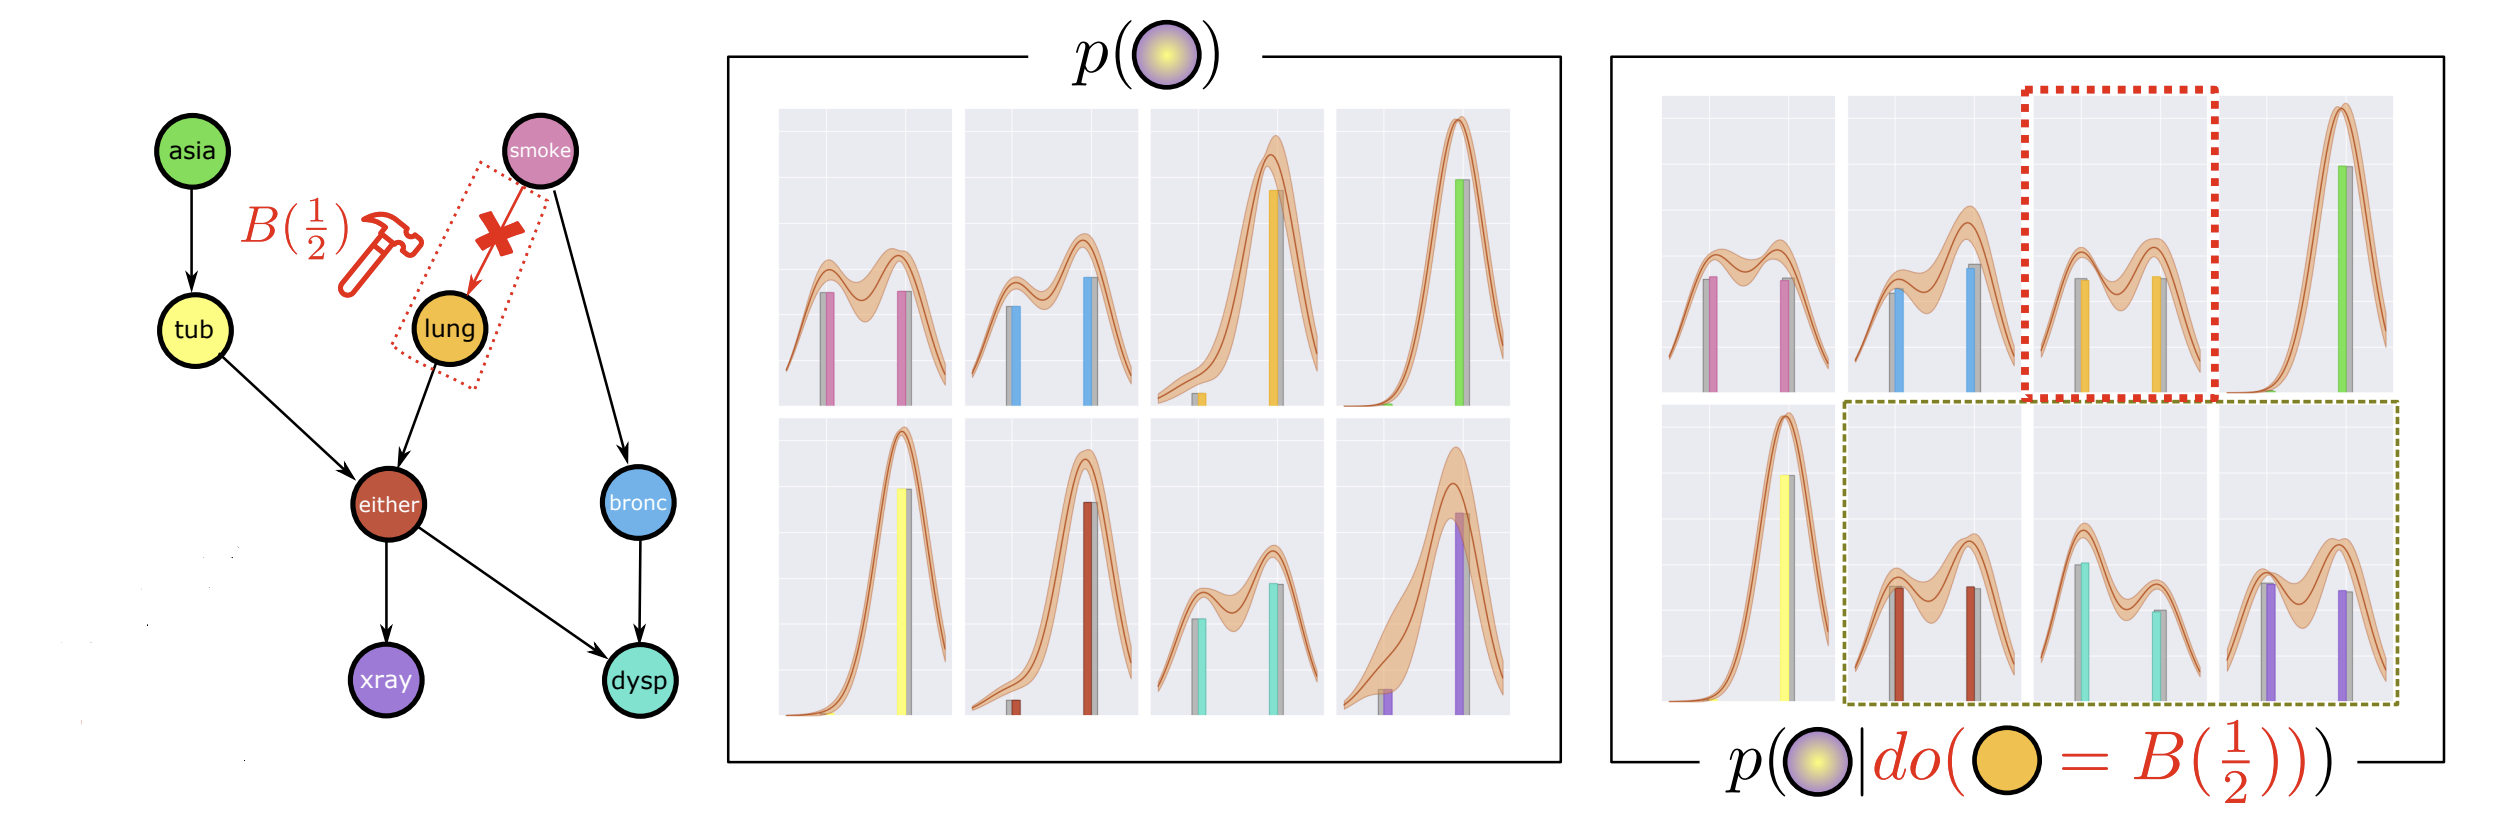 p( )
asia
smoke
B(1/2)
tub
lung
either
bronc
xray
dysp
p( |do( = B(1/2)))